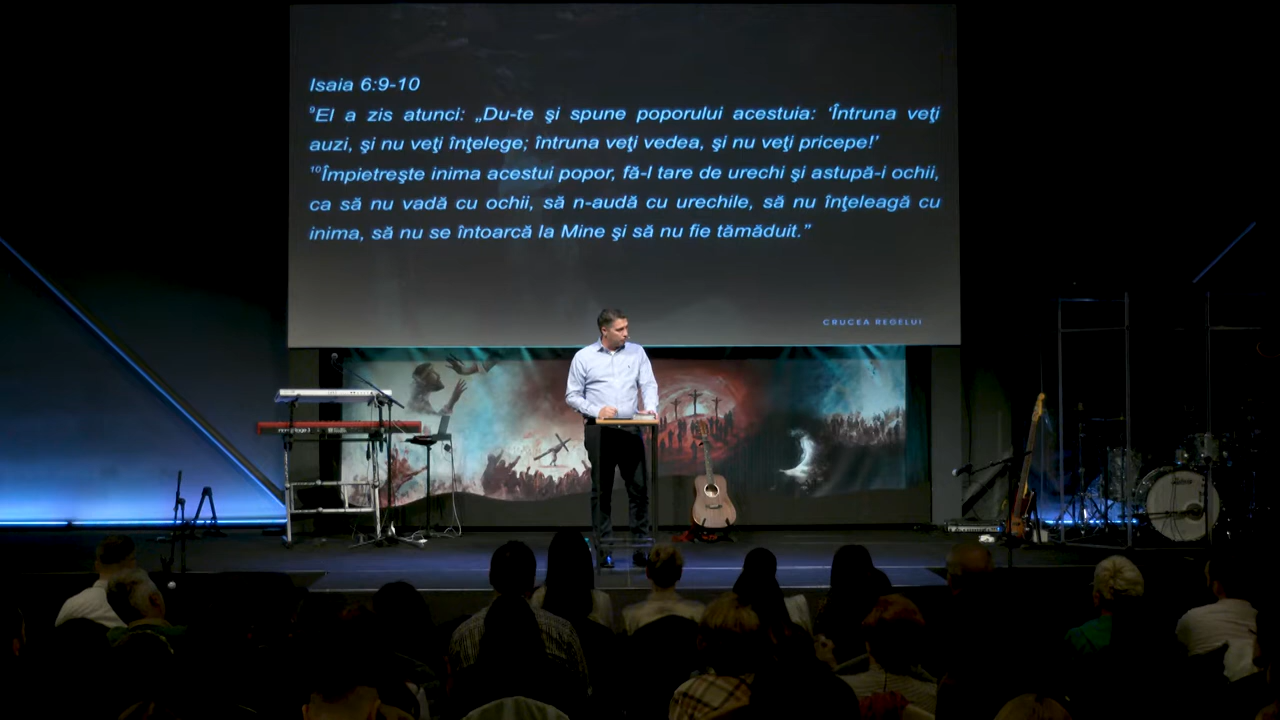 Isaia 6:9-10
⁹El a zis atunci: „Du-te şi spune poporului acestuia: ‘Întruna veţi
auzi, şi nu veţi înţelege; întruna veţi vedea, şi nu veţi pricepe!’
¹⁰Împietreşte inima acestui popor, fă-l tare de urechi şi astupă-i ochii,
ca să nu vadă cu ochii, să n-audă cu urechile, să nu înţeleagă cu
inima, să nu se întoarcă la Mine şi să nu fie tămăduit.”
CRUCEA REGELUI